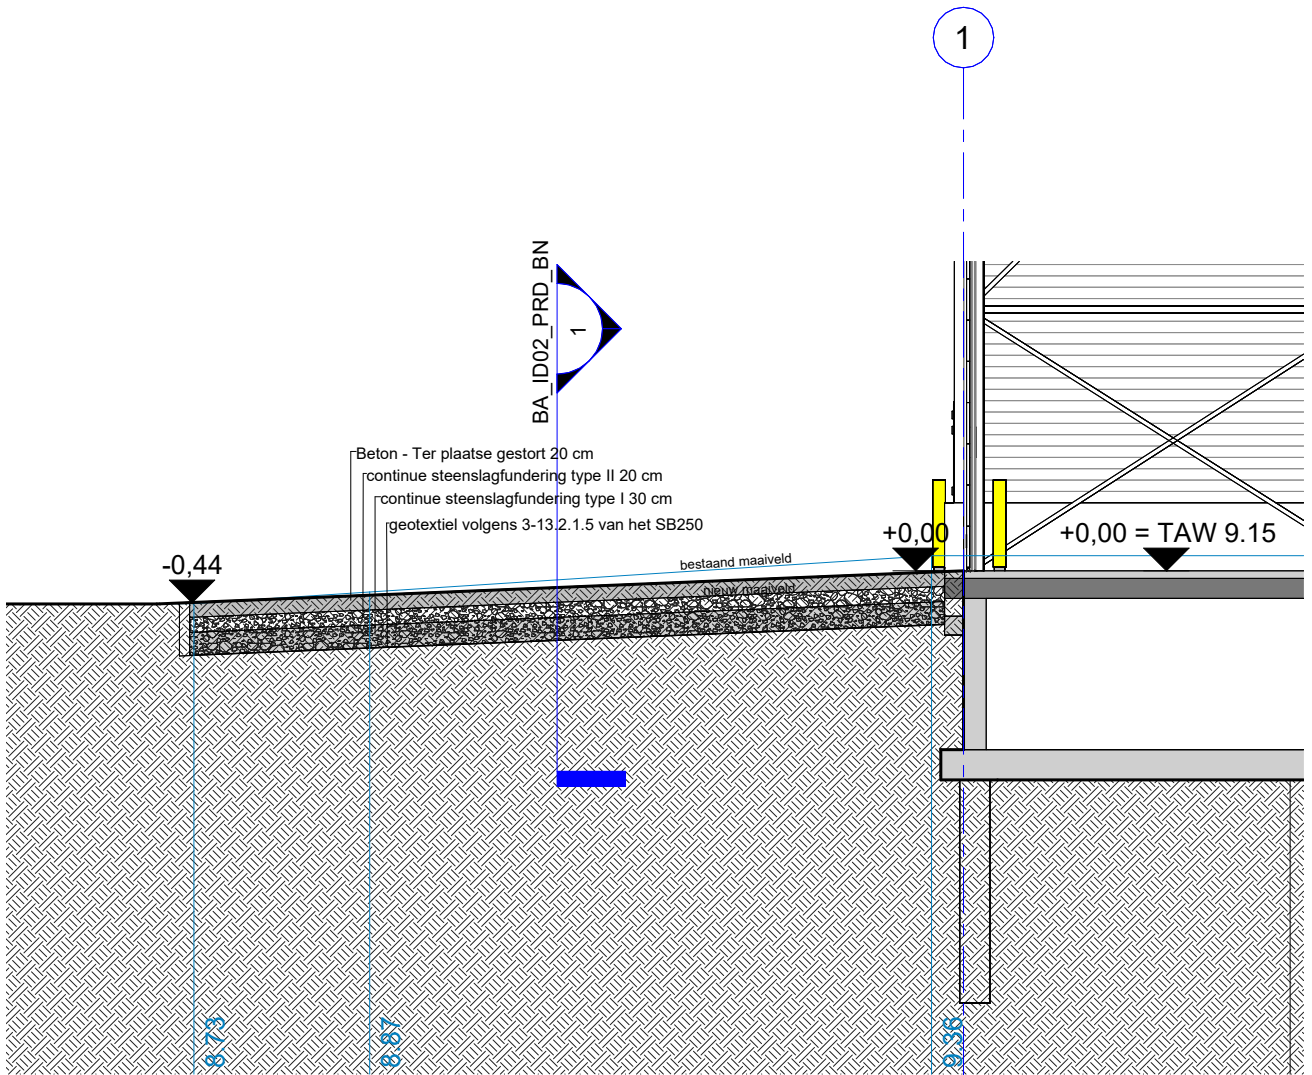 1
BA_ID02_PRD_BN
1
Beton - Ter plaatse gestort 20 cm
continue steenslagfundering type II 20 cm
continue steenslagfundering type I 30 cm
geotextiel volgens 3-13.2.1.5 van het SB250
-0,44
+0,00
+0,00 = TAW 9.15
bestaand maaiveld
nieuw maaiveld
8.73
8.87
9.36